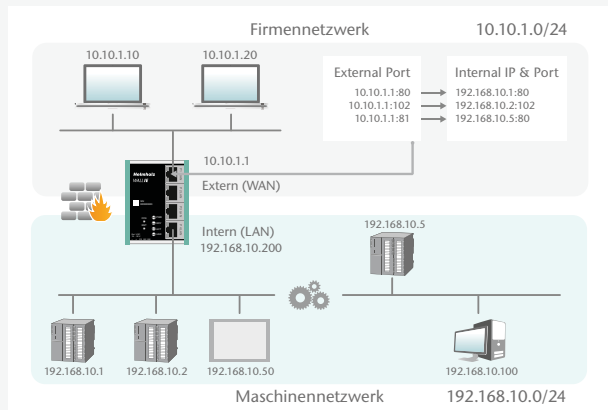 Firmennetzwerk 10.10.1.0/24
10.10.1.10 10.10.1.20
External Port Internal IP & Port
10.10.1.1:80 192.168.10.1:80
10.10.1.1:102 192.168.10.2:102
10.10.1.1:81 192.168.10.5:80
10.10.1.1
Helmholz
WALL IE
Extern (WAN)
Intern (LAN)
192.168.10.200
192.168.10.5
192.168.10.1 192.168.10.2 192.168.10.50 192.168.10.100
Maschinennetzwerk 192.168.10.0/24